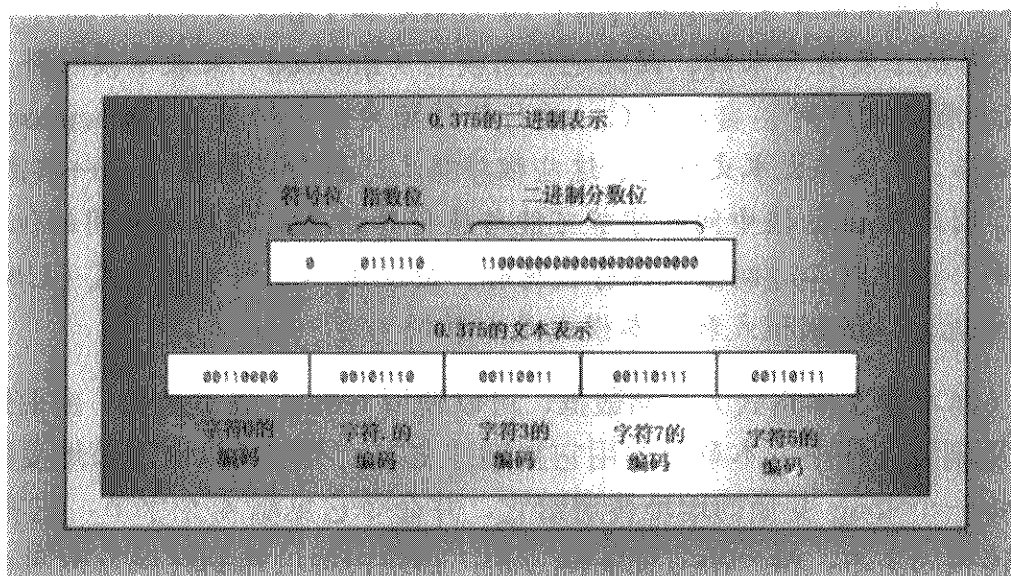 0.375的二进制表示
符号位 指数位 二进制分数位
0 0111110 1100000000000000000000000
0.375的文本表示
00110000 00101110 00110011 00110111 00110111
字符0的 字符.的 字符3的 字符7的 字符5的
编码 编码 编码 编码 编码